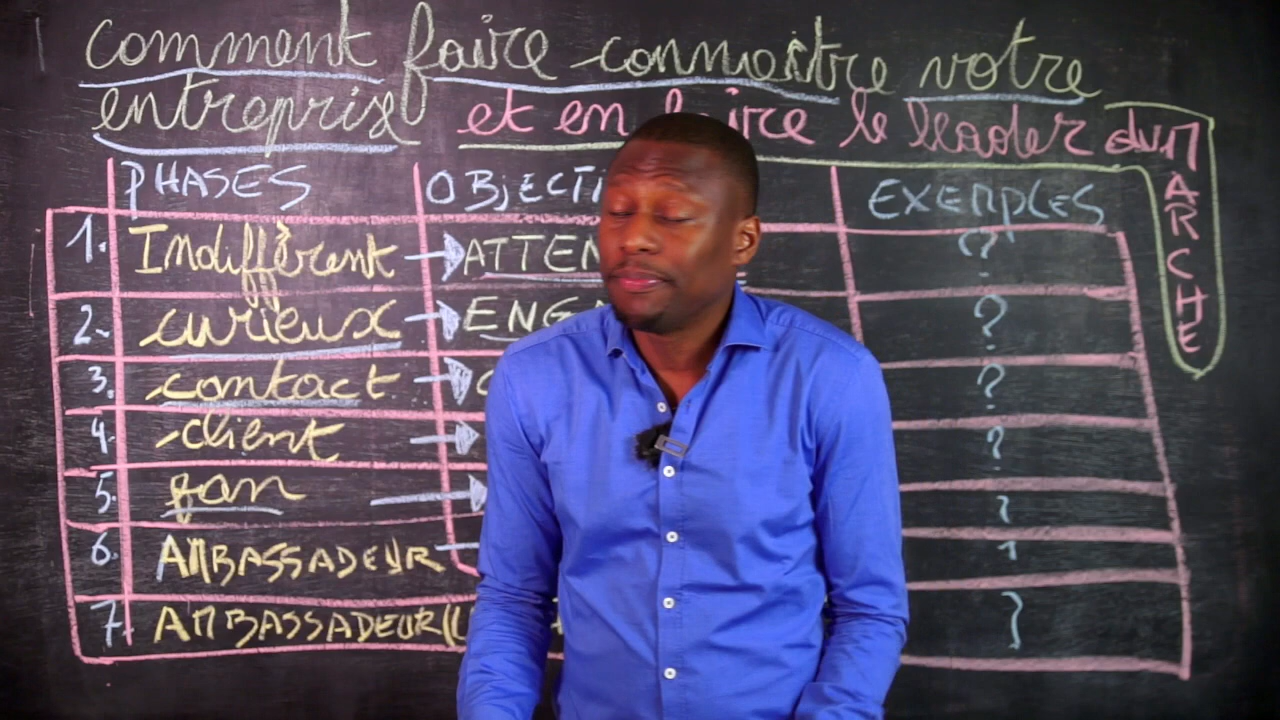 comment faire connaître votre
entreprise et en faire le leader du MARCHE
PHASES OBJECTI EXEMPLES
1. Indifférent ATTEN ?
2. curieux ENG ?
3. contact ?
4. client ?
5. fan ?
6. AMBASSADEUR ?
7. AMBASSADEUR ?